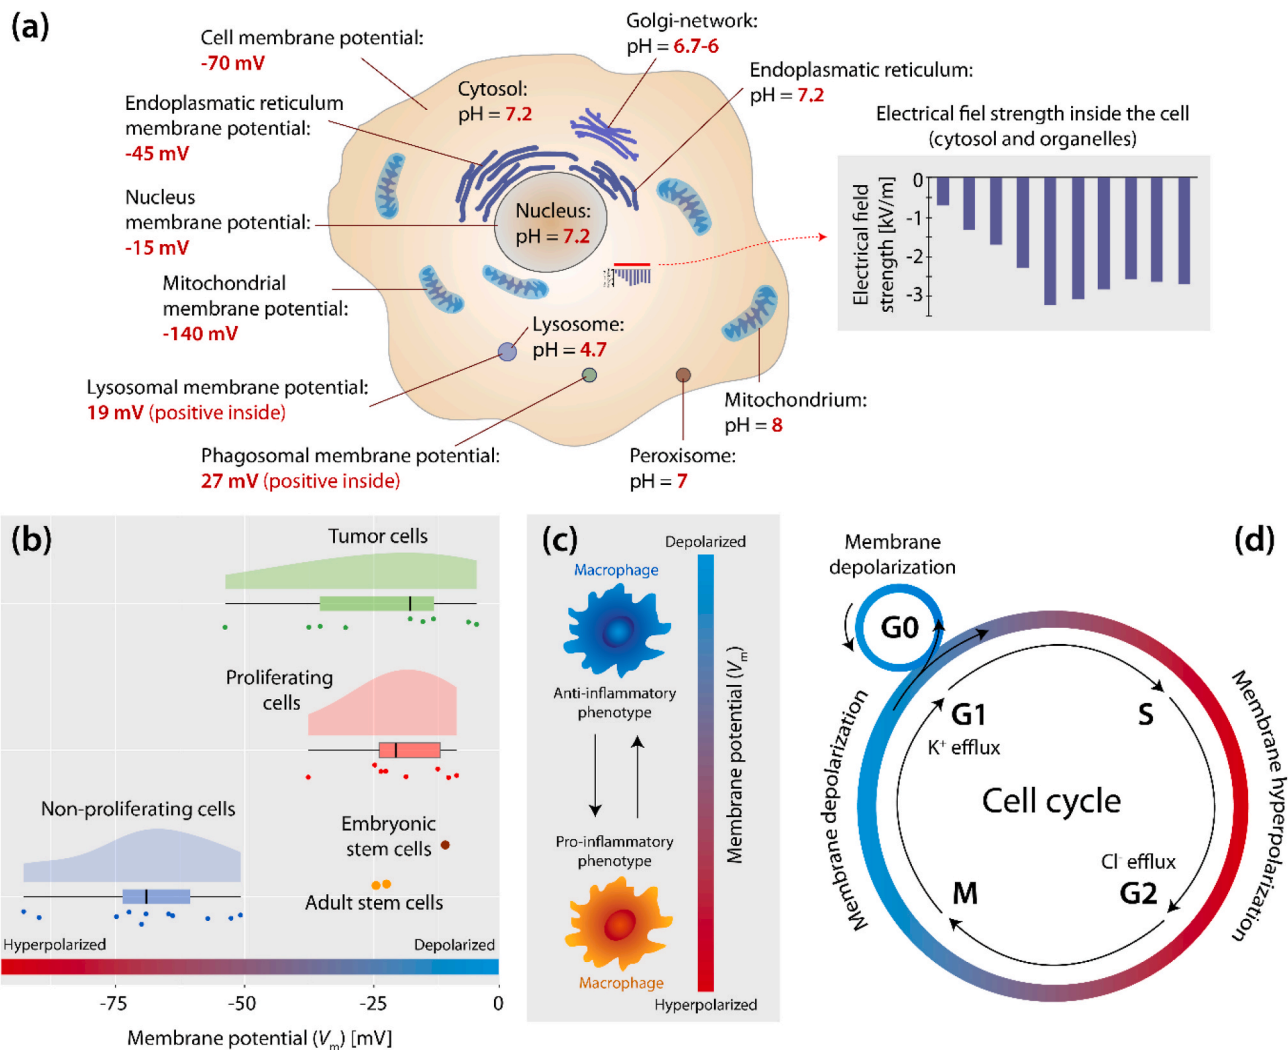 (a)
Cell membrane potential:
-70 mV
Endoplasmatic reticulum
membrane potential:
-45 mV
Nucleus
membrane potential:
-15 mV
Mitochondrial
membrane potential:
-140 mV
Lysosomal membrane potential:
19 mV (positive inside)
Phagosomal membrane potential:
27 mV (positive inside)
Cytosol:
pH = 7.2
Golgi-network:
pH = 6.7-6
Endoplasmatic reticulum:
pH = 7.2
Nucleus:
pH = 7.2
Lysosome:
pH = 4.7
Mitochondrium:
pH = 8
Peroxisome:
pH = 7
Electrical fiel strength inside the cell
(cytosol and organelles)
Electrical field
strength [kV/m]
0
-1
-2
-3
(b)
Tumor cells
Proliferating
cells
Non-proliferating cells
Embryonic
stem cells
Adult stem cells
Hyperpolarized
Depolarized
-75
-50
-25
0
Membrane potential (Vm) [mV]
(c)
Depolarized
Macrophage
Anti-inflammatory
phenotype
Pro-inflammatory
phenotype
Macrophage
Membrane potential (Vm)
Hyperpolarized
(d)
Membrane
depolarization
G0
G1
K+ efflux
S
Cell cycle
Cl- efflux
G2
M
Membrane depolarization
Membrane hyperpolarization